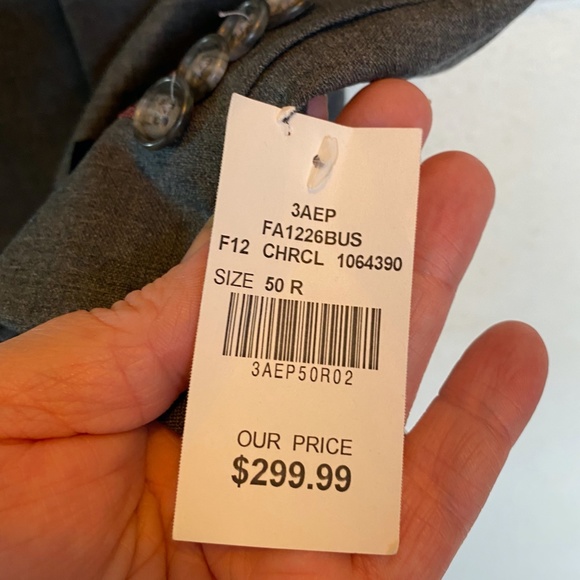 3AEP
FA1226BUS
F12 CHRCL 1064390
SIZE 50 R
3AEP50R02
OUR PRICE
$299.99